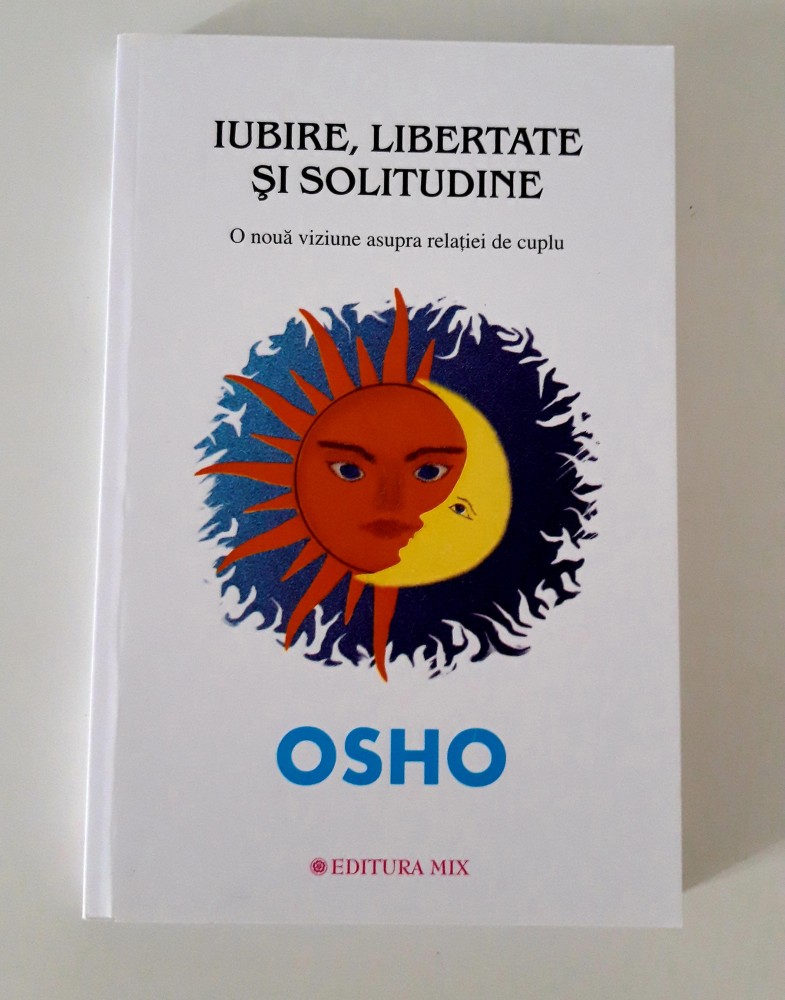 IUBIRE, LIBERTATE
ŞI SOLITUDINE
O nouă viziune asupra relaţiei de cuplu
OSHO
EDITURA MIX